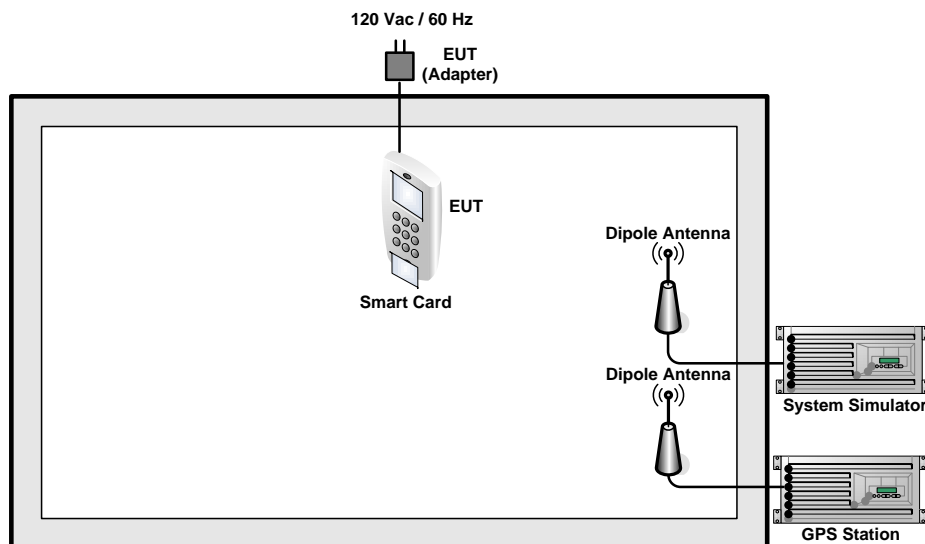 120 Vac / 60 Hz
EUT
(Adapter)
EUT
Smart Card
Dipole Antenna
Dipole Antenna
System Simulator
GPS Station